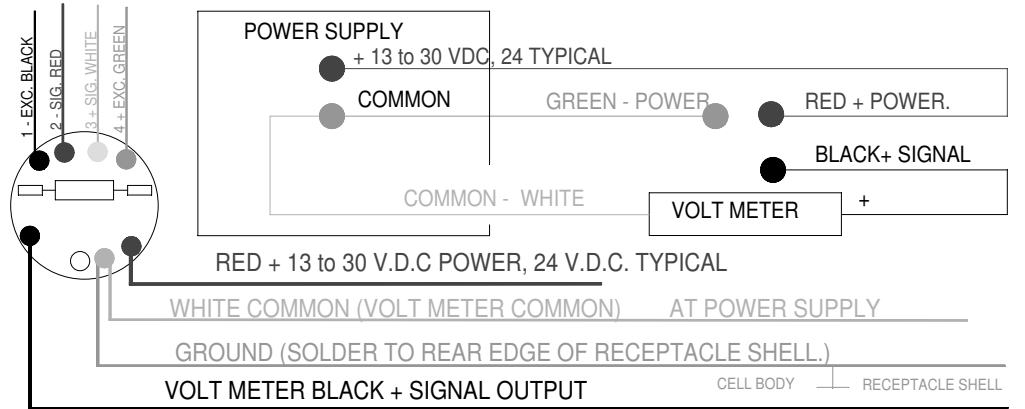 1 - EXC. BLACK
2 - SIG. RED
3 + SIG. WHITE
4 + EXC. GREEN
POWER SUPPLY
+ 13 to 30 VDC, 24 TYPICAL
COMMON
GREEN - POWER
RED + POWER.
BLACK+ SIGNAL
COMMON - WHITE
VOLT METER
+
RED + 13 to 30 V.D.C POWER, 24 V.D.C. TYPICAL
WHITE COMMON (VOLT METER COMMON) AT POWER SUPPLY
GROUND (SOLDER TO REAR EDGE OF RECEPTACLE SHELL.)
CELL BODY RECEPTACLE SHELL
VOLT METER BLACK + SIGNAL OUTPUT